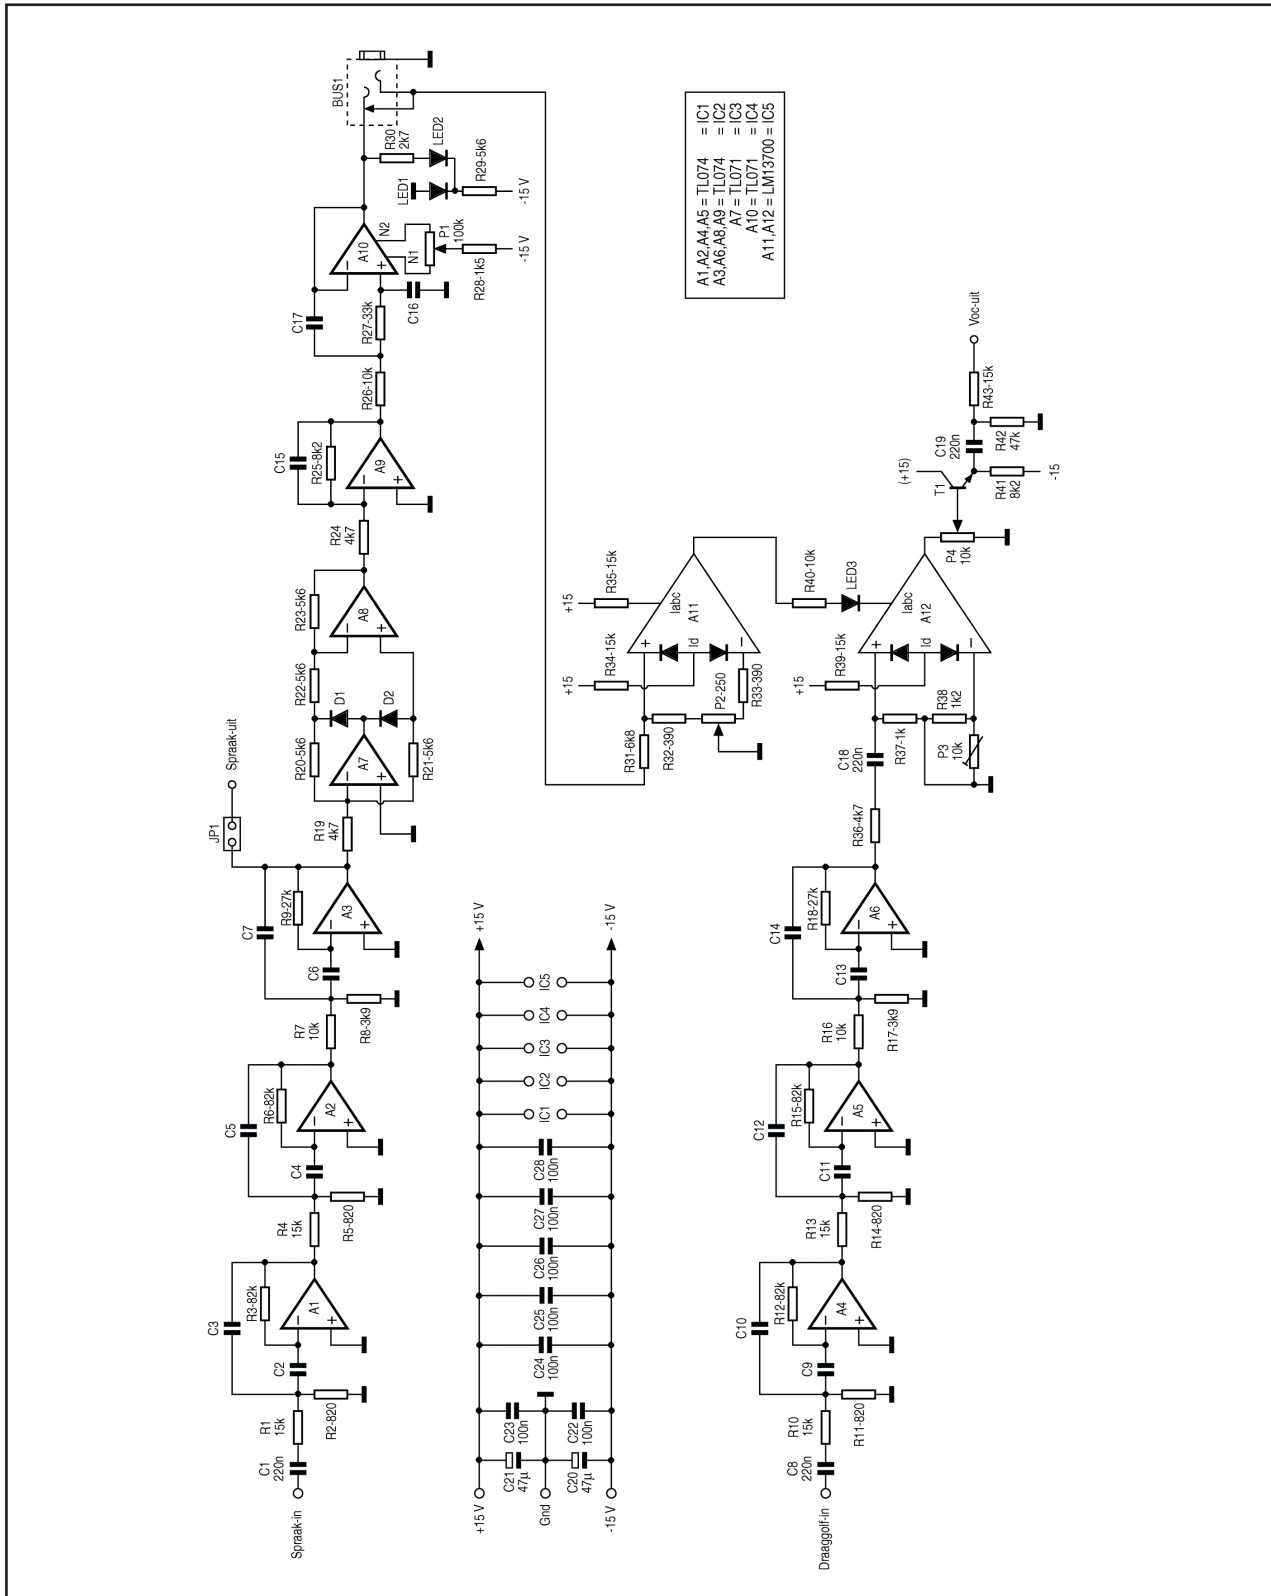 BUS1
R30
2k7
LED2
LED1
R29-5k6
-15 V
N2
A10
N1
P1
100k
R28-1k5
-15 V
C17
R27-33k
C16
R26-10k
C15
R25-8k2
A9
R24
4k7
R23-5k6
A8
R22-5k6
D1
D2
R20-5k6
A7
R21-5k6
Spraak-uit
JP1
R19
4k7
C7
R9-27k
A3
C6
R7
10k
R8-3k9
C5
R6-82k
A2
C4
R4
15k
R5-820
C3
R3-82k
A1
C2
R1
15k
R2-820
C1
220n
Spraak-in
A1,A2,A4,A5 = TL074 = IC1
A3,A6,A8,A9 = TL074 = IC2
A7 = TL071 = IC3
A10 = TL071 = IC4
A11,A12 = LM13700 = IC5
+15 V
-15 V
IC5
IC4
IC3
IC2
IC1
C28
100n
C27
100n
C26
100n
C25
100n
C24
100n
C23
100n
C22
100n
C21
47µ
C20
47µ
+15 V
Gnd
-15 V
+15
R35-15k
Iabc
A11
+15
R34-15k
Id
R33-390
P2-250
R32-390
R31-6k8
R40-10k
LED3
Iabc
A12
+15
R39-15k
Id
R38
1k2
R37-1k
P3
10k
C18
220n
R36-4k7
Voc-uit
R43-15k
C19
220n
R42
47k
(+15)
T1
R41
8k2
-15
P4
10k
C14
R18-27k
A6
C13
R16
10k
R17-3k9
C12
R15-82k
A5
C11
R13
15k
R14-820
C10
R12-82k
A4
C9
R10
15k
R11-820
C8
220n
Draaggolf-in